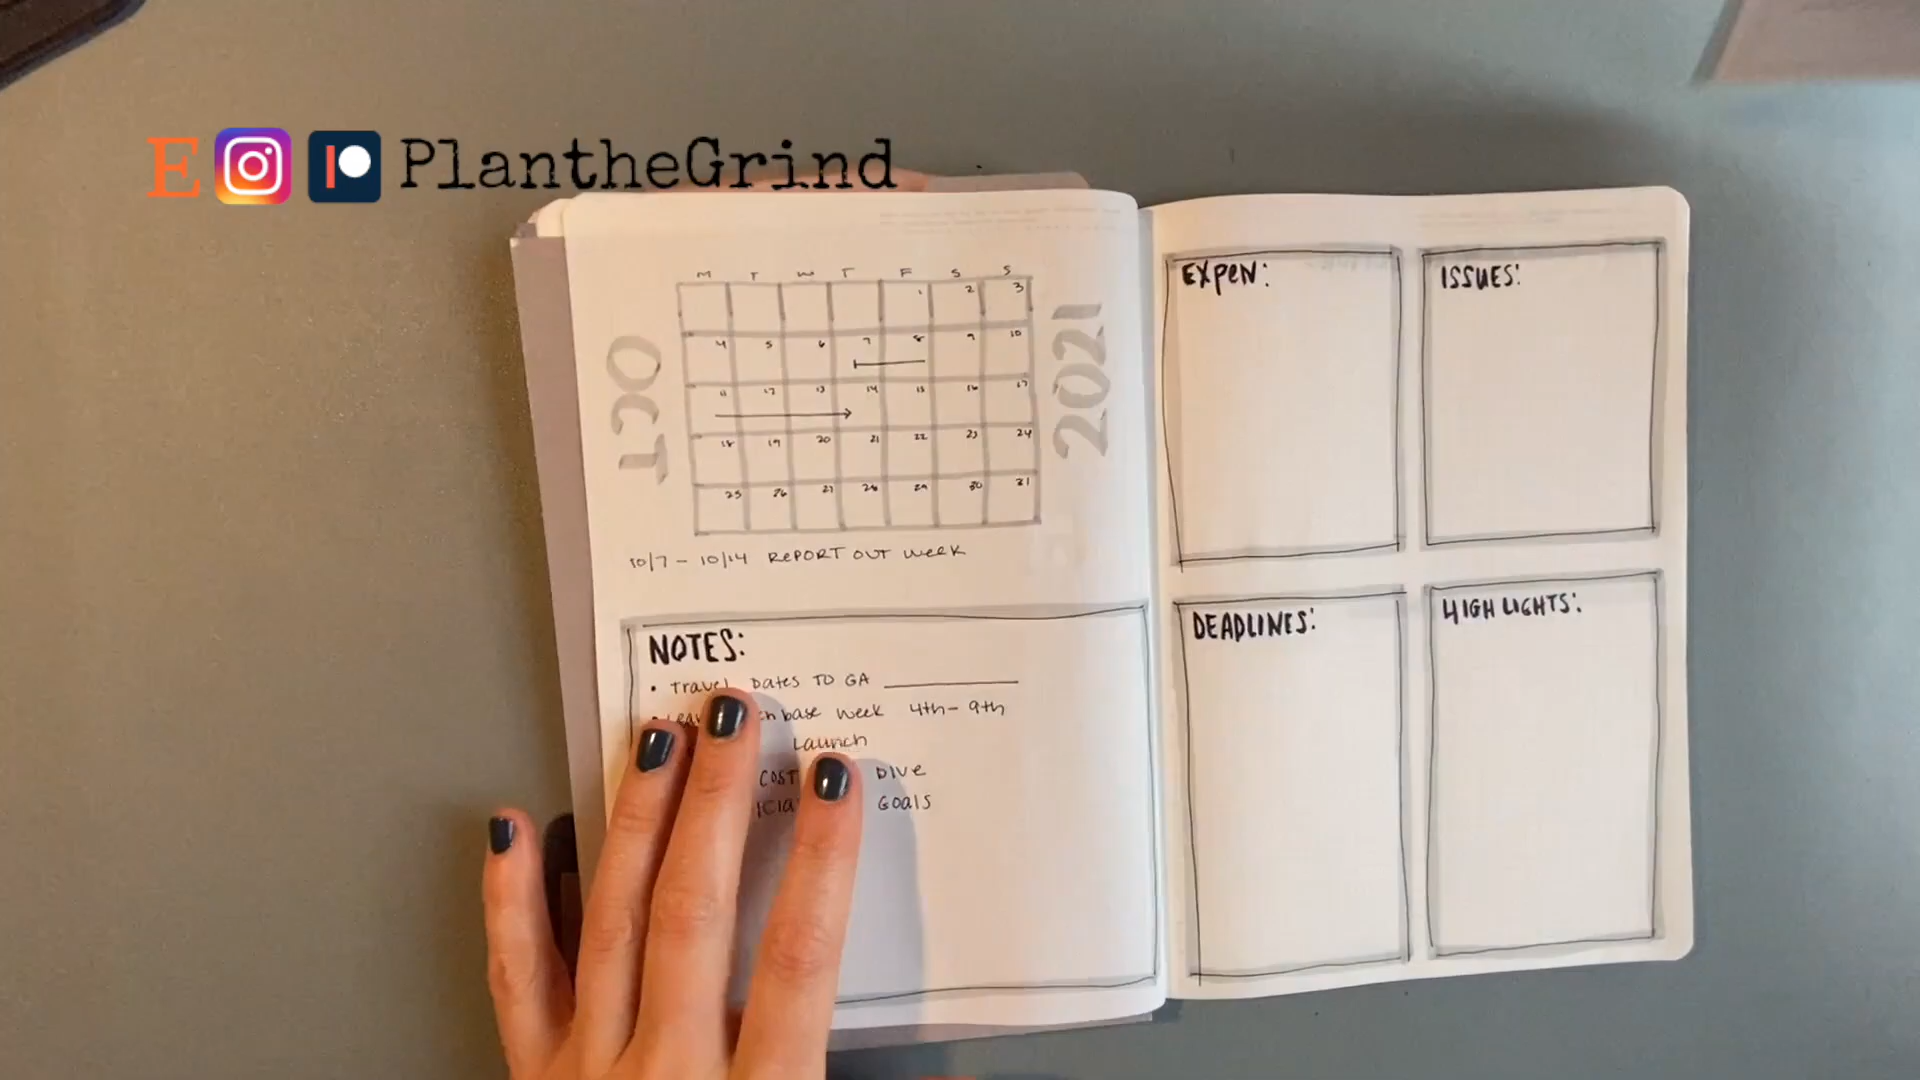 E PlantheGrind
OCT
2021
M T W T F S S
1 2 3
4 5 6 7 8 9 10
11 12 13 14 15 16 17
18 19 20 21 22 23 24
25 26 27 28 29 30 31
10/7 - 10/14 REPORT OUT WEEK
NOTES:
• Travel Dates TO GA
base week 4th - 9th
Launch
COST DIVE
Goals
EXPEN:
ISSUES:
DEADLINES:
HIGHLIGHTS: